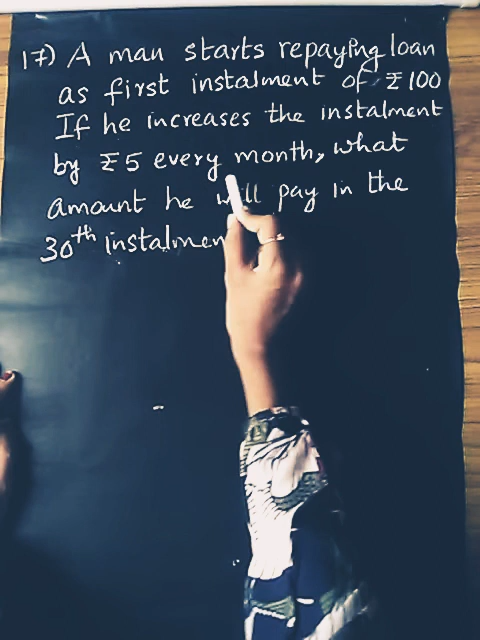 17) A man starts repaying loan
as first instalment of ₹100
If he increases the instalment
by ₹5 every month, what
amount he will pay in the
30th instalmen